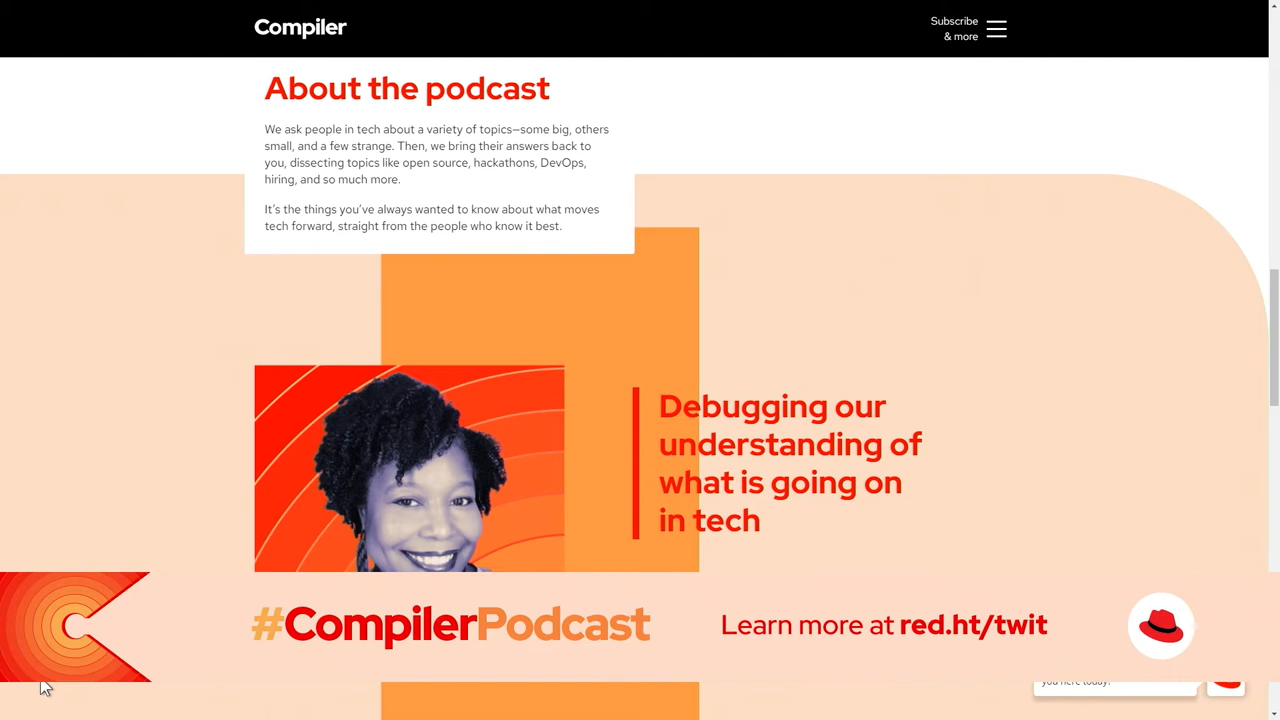 Compiler
Subscribe
& more
About the podcast
We ask people in tech about a variety of topics—some big, others
small, and a few strange. Then, we bring their answers back to
you, dissecting topics like open source, hackathons, DevOps,
hiring, and so much more.
It’s the things you’ve always wanted to know about what moves
tech forward, straight from the people who know it best.
Debugging our
understanding of
what is going on
in tech
#CompilerPodcast
Learn more at red.ht/twit
you here today?